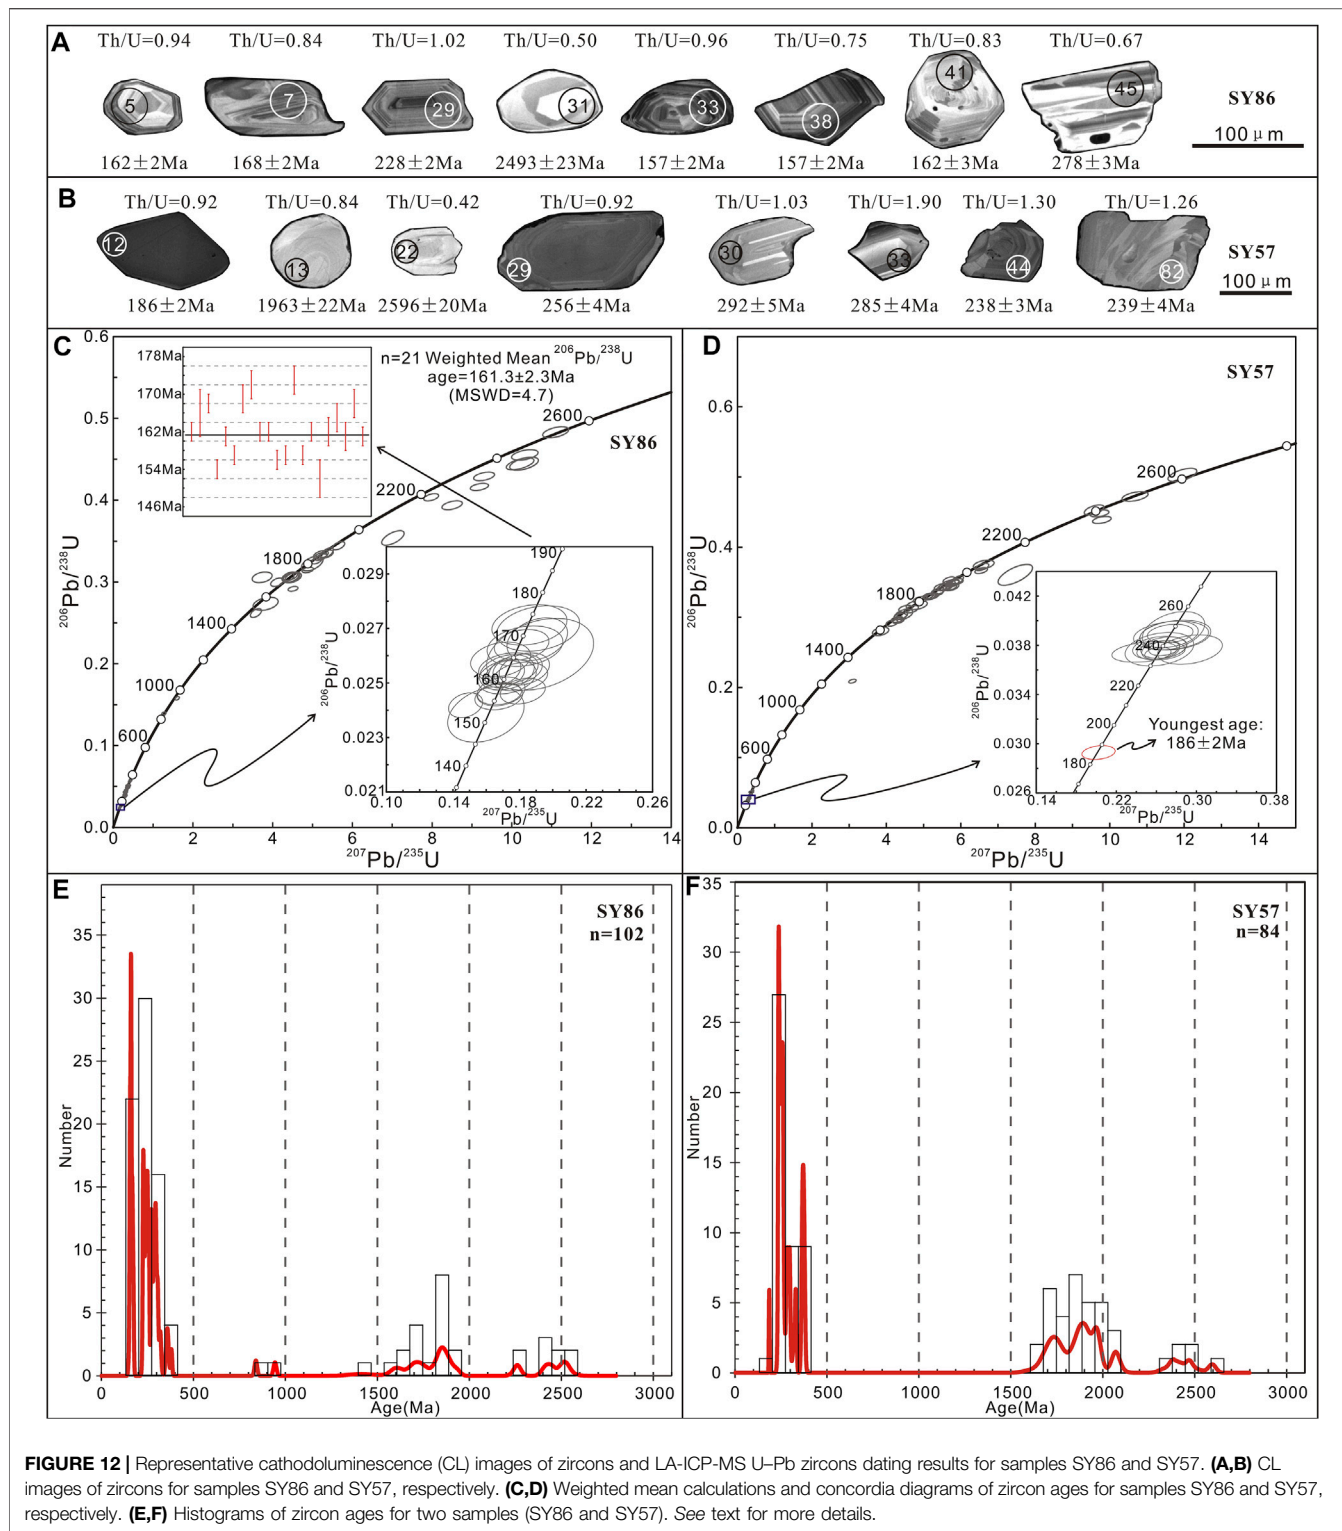 A
Th/U=0.94 Th/U=0.84 Th/U=1.02 Th/U=0.50 Th/U=0.96 Th/U=0.75 Th/U=0.83 Th/U=0.67
5 7 29 31 33 38 41 45
SY86
100 μm
162±2Ma 168±2Ma 228±2Ma 2493±23Ma 157±2Ma 157±2Ma 162±3Ma 278±3Ma
B
Th/U=0.92 Th/U=0.84 Th/U=0.42 Th/U=0.92 Th/U=1.03 Th/U=1.90 Th/U=1.30 Th/U=1.26
12 13 22 29 30 33 44 82
SY57
100 μm
186±2Ma 1963±22Ma 2596±20Ma 256±4Ma 292±5Ma 285±4Ma 238±3Ma 239±4Ma
C
0.6
0.5
0.4
0.3
0.2
0.1
0.0
206Pb/238U
178Ma
170Ma
162Ma
154Ma
146Ma
n=21 Weighted Mean 206Pb/238U
age=161.3±2.3Ma
(MSWD=4.7)
SY86
2600
2200
1800
1400
1000
600
0.029
0.027
0.025
0.023
0.021
206Pb/238U
190
180
170
160
150
140
0.10 0.14 0.18 0.22 0.26
207Pb/235U
0 2 4 6 8 10 12 14
207Pb/235U
D
SY57
0.6
0.4
0.2
0.0
206Pb/238U
2600
2200
1800
1400
1000
600
0.042
0.038
0.034
0.030
0.026
206Pb/238U
260
240
220
200
180
Youngest age:
186±2Ma
0.14 0.22 0.30 0.38
207Pb/235U
0 2 4 6 8 10 12 14
207Pb/235U
E
SY86
n=102
35
30
25
20
15
10
5
0
Number
0 500 1000 1500 2000 2500 3000
Age(Ma)
F
SY57
n=84
35
30
25
20
15
10
5
0
Number
0 500 1000 1500 2000 2500 3000
Age(Ma)
FIGURE 12 | Representative cathodoluminescence (CL) images of zircons and LA-ICP-MS U–Pb zircons dating results for samples SY86 and SY57. (A,B) CL
images of zircons for samples SY86 and SY57, respectively. (C,D) Weighted mean calculations and concordia diagrams of zircon ages for samples SY86 and SY57,
respectively. (E,F) Histograms of zircon ages for two samples (SY86 and SY57). See text for more details.